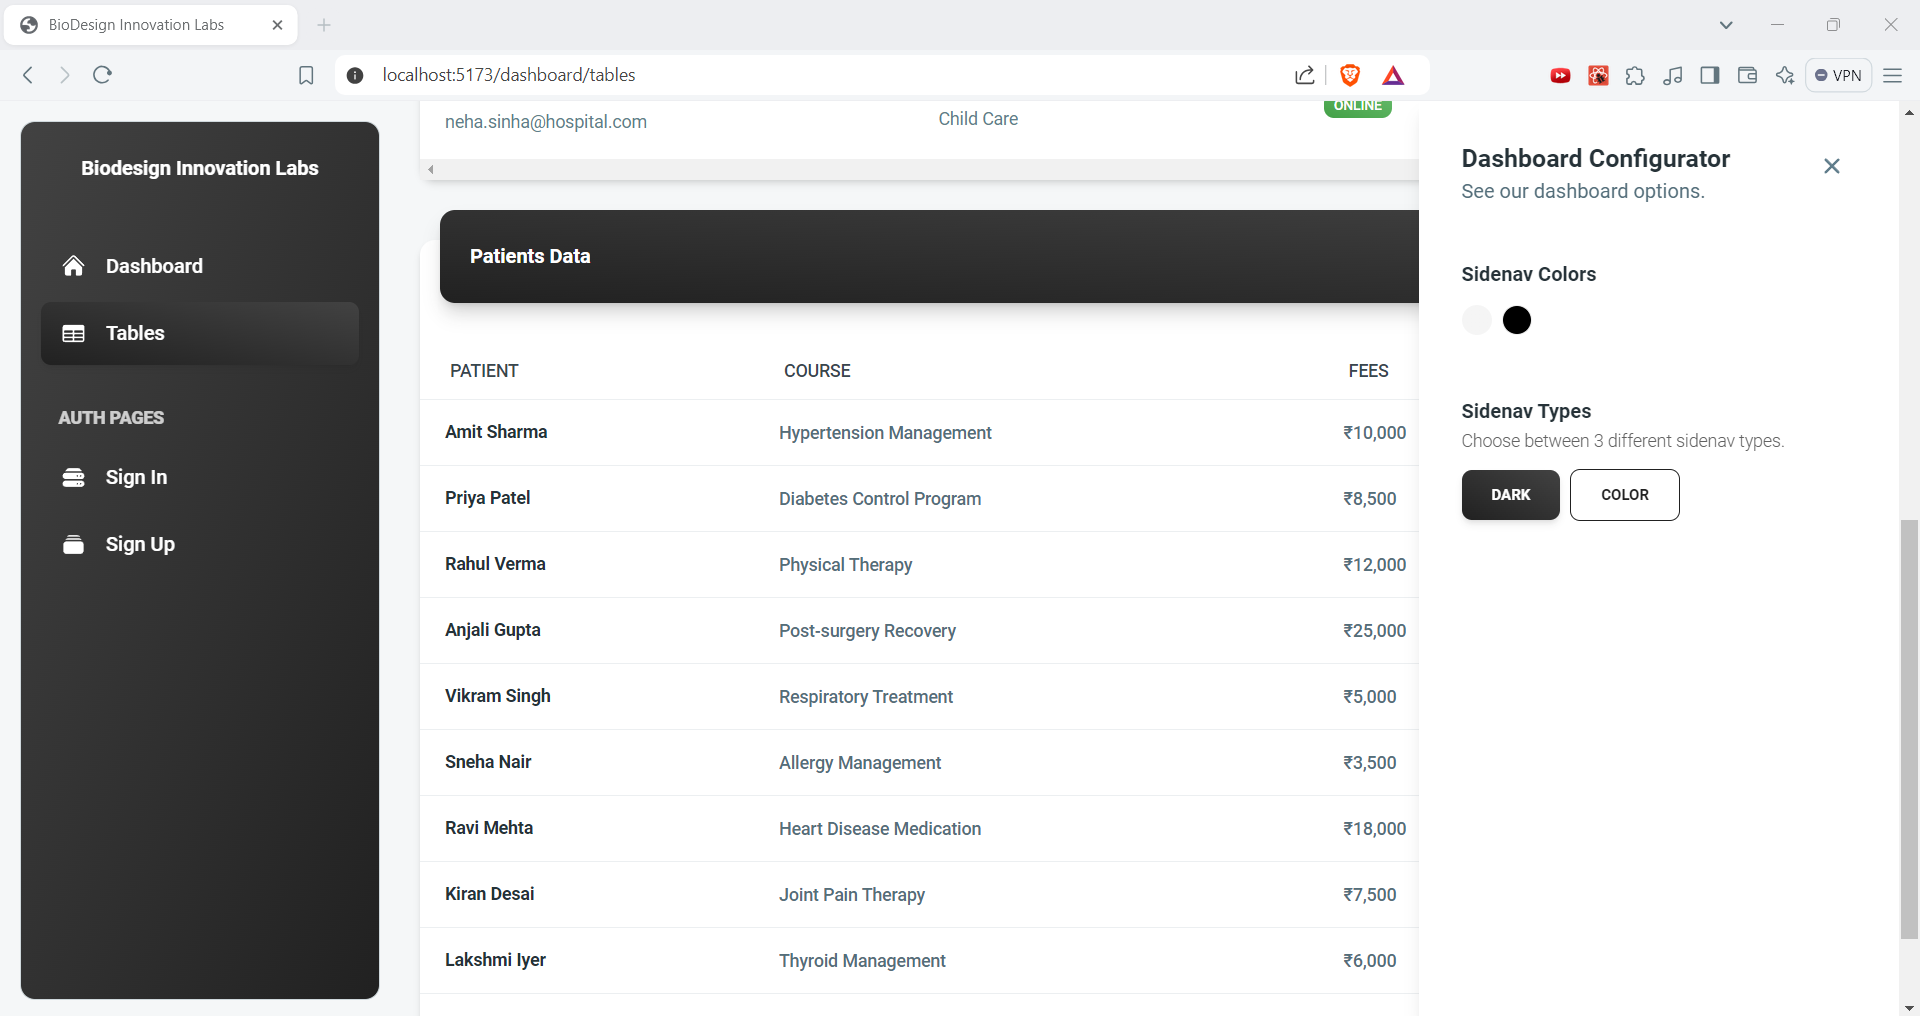 BioDesign Innovation Labs
localhost:5173/dashboard/tables
VPN
Biodesign Innovation Labs
Dashboard
Tables
AUTH PAGES
Sign In
Sign Up
neha.sinha@hospital.com
Child Care
ONLINE
Patients Data
PATIENT COURSE FEES
Amit Sharma Hypertension Management ₹10,000
Priya Patel Diabetes Control Program ₹8,500
Rahul Verma Physical Therapy ₹12,000
Anjali Gupta Post-surgery Recovery ₹25,000
Vikram Singh Respiratory Treatment ₹5,000
Sneha Nair Allergy Management ₹3,500
Ravi Mehta Heart Disease Medication ₹18,000
Kiran Desai Joint Pain Therapy ₹7,500
Lakshmi Iyer Thyroid Management ₹6,000
Dashboard Configurator
See our dashboard options.
Sidenav Colors
Sidenav Types
Choose between 3 different sidenav types.
DARK
COLOR